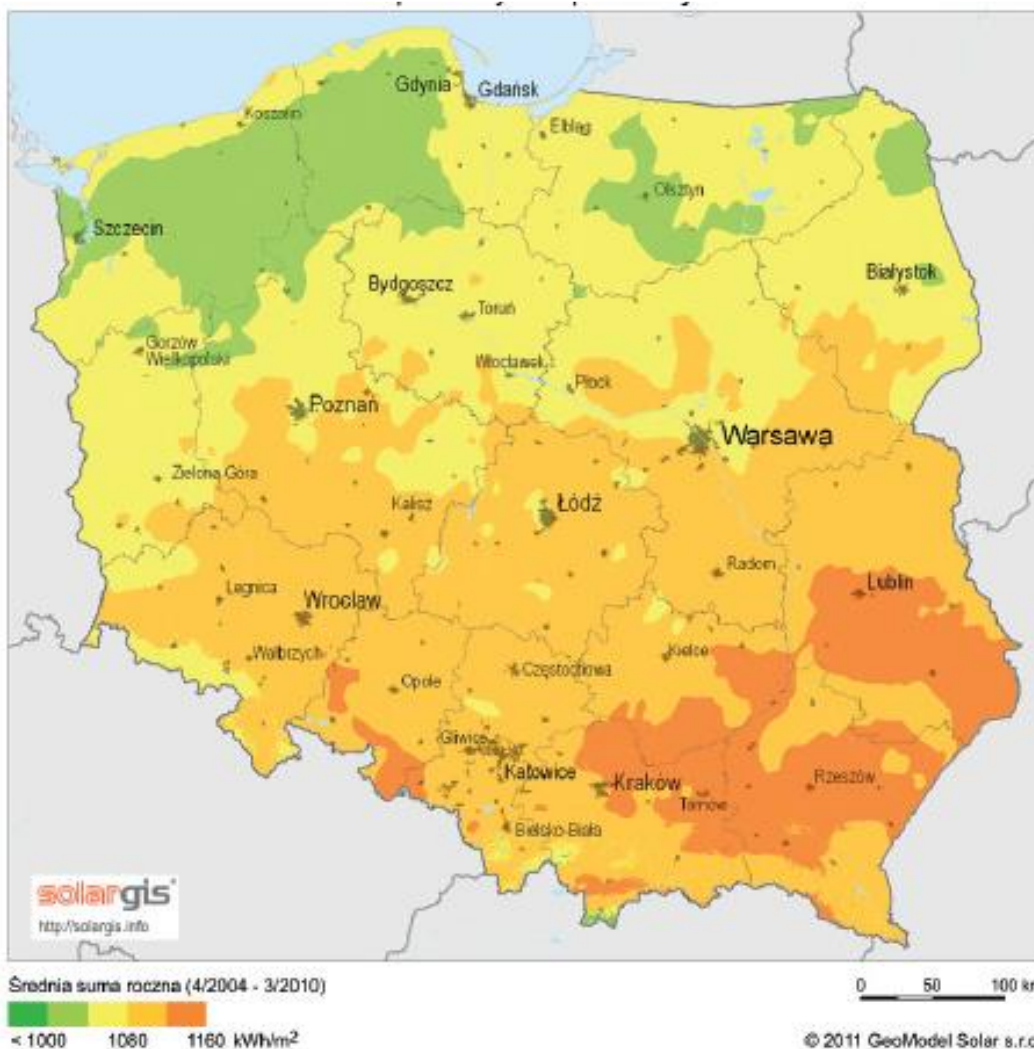 Gdynia
Gdańsk
Koszalin
Elbląg
Olsztyn
Szczecin
Białystok
Bydgoszcz
Toruń
Gorzów
Wielkopolski
Włocławek
Płock
Poznań
Warsawa
Zielona Góra
Kalisz
Łódź
Radom
Legnica
Wrocław
Lublin
Wałbrzych
Opole
Częstochowa
Kielce
Gliwice
Katowice
Kraków
Tarnów
Rzeszów
Bielsko-Biała
solargis
http://solargis.info
Średnia suma roczna (4/2004 - 3/2010)
0 50 100 km
< 1000 1080 1160 kWh/m²
© 2011 GeoModel Solar s.r.o